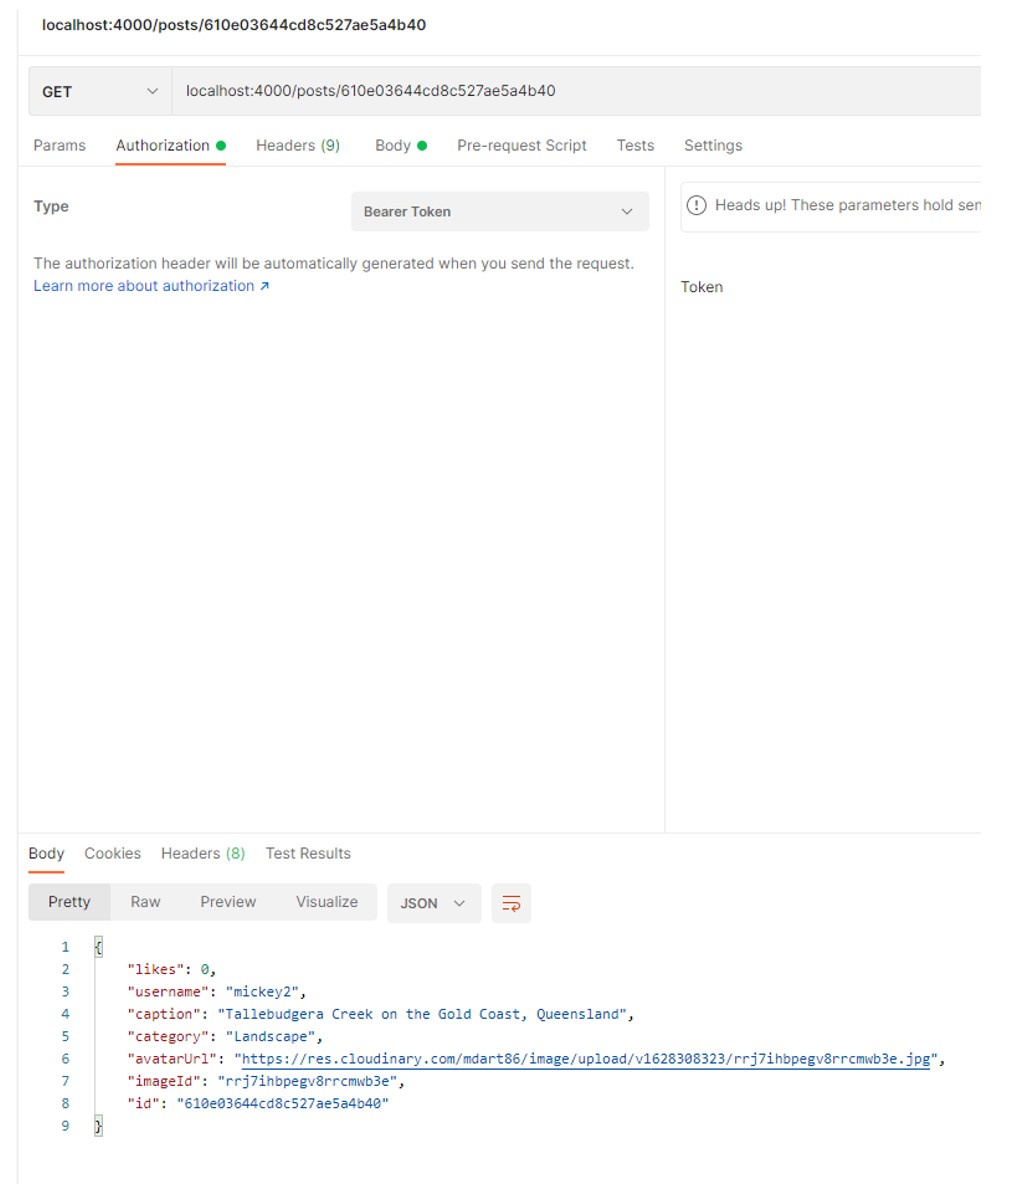 localhost:4000/posts/610e03644cd8c527ae5a4b40
GET localhost:4000/posts/610e03644cd8c527ae5a4b40
Params Authorization Headers (9) Body Pre-request Script Tests Settings
Type Bearer Token
The authorization header will be automatically generated when you send the request.
Learn more about authorization ↗
Heads up! These parameters hold sen
Token
Body Cookies Headers (8) Test Results
Pretty Raw Preview Visualize JSON
1 {
2 "likes": 0,
3 "username": "mickey2",
4 "caption": "Tallebudgera Creek on the Gold Coast, Queensland",
5 "category": "Landscape",
6 "avatarUrl": "https://res.cloudinary.com/mdart86/image/upload/v1628308323/rrj7ihbpegv8rrcmwb3e.jpg",
7 "imageId": "rrj7ihbpegv8rrcmwb3e",
8 "id": "610e03644cd8c527ae5a4b40"
9 }